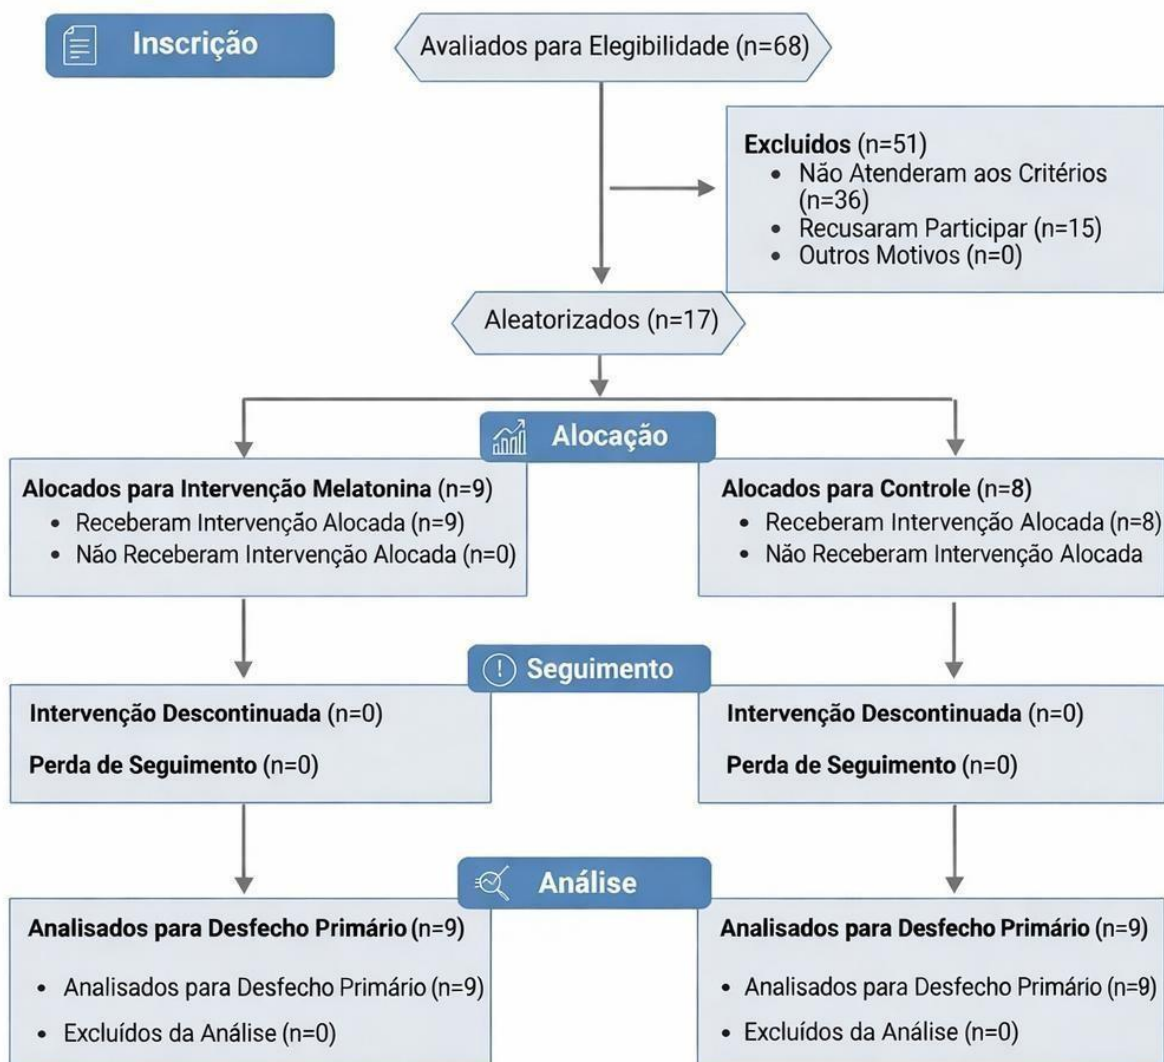 Inscrição
Avaliados para Elegibilidade (n=68)
Excluídos (n=51)
• Não Atenderam aos Critérios
(n=36)
• Recusaram Participar (n=15)
• Outros Motivos (n=0)
Aleatorizados (n=17)
Alocação
Alocados para Intervenção Melatonina (n=9)
• Receberam Intervenção Alocada (n=9)
• Não Receberam Intervenção Alocada (n=0)
Alocados para Controle (n=8)
• Receberam Intervenção Alocada (n=8)
• Não Receberam Intervenção Alocada
Seguimento
Intervenção Descontinuada (n=0)
Perda de Seguimento (n=0)
Intervenção Descontinuada (n=0)
Perda de Seguimento (n=0)
Análise
Analisados para Desfecho Primário (n=9)
• Analisados para Desfecho Primário (n=9)
• Excluídos da Análise (n=0)
Analisados para Desfecho Primário (n=9)
• Analisados para Desfecho Primário (n=9)
• Excluídos da Análise (n=0)